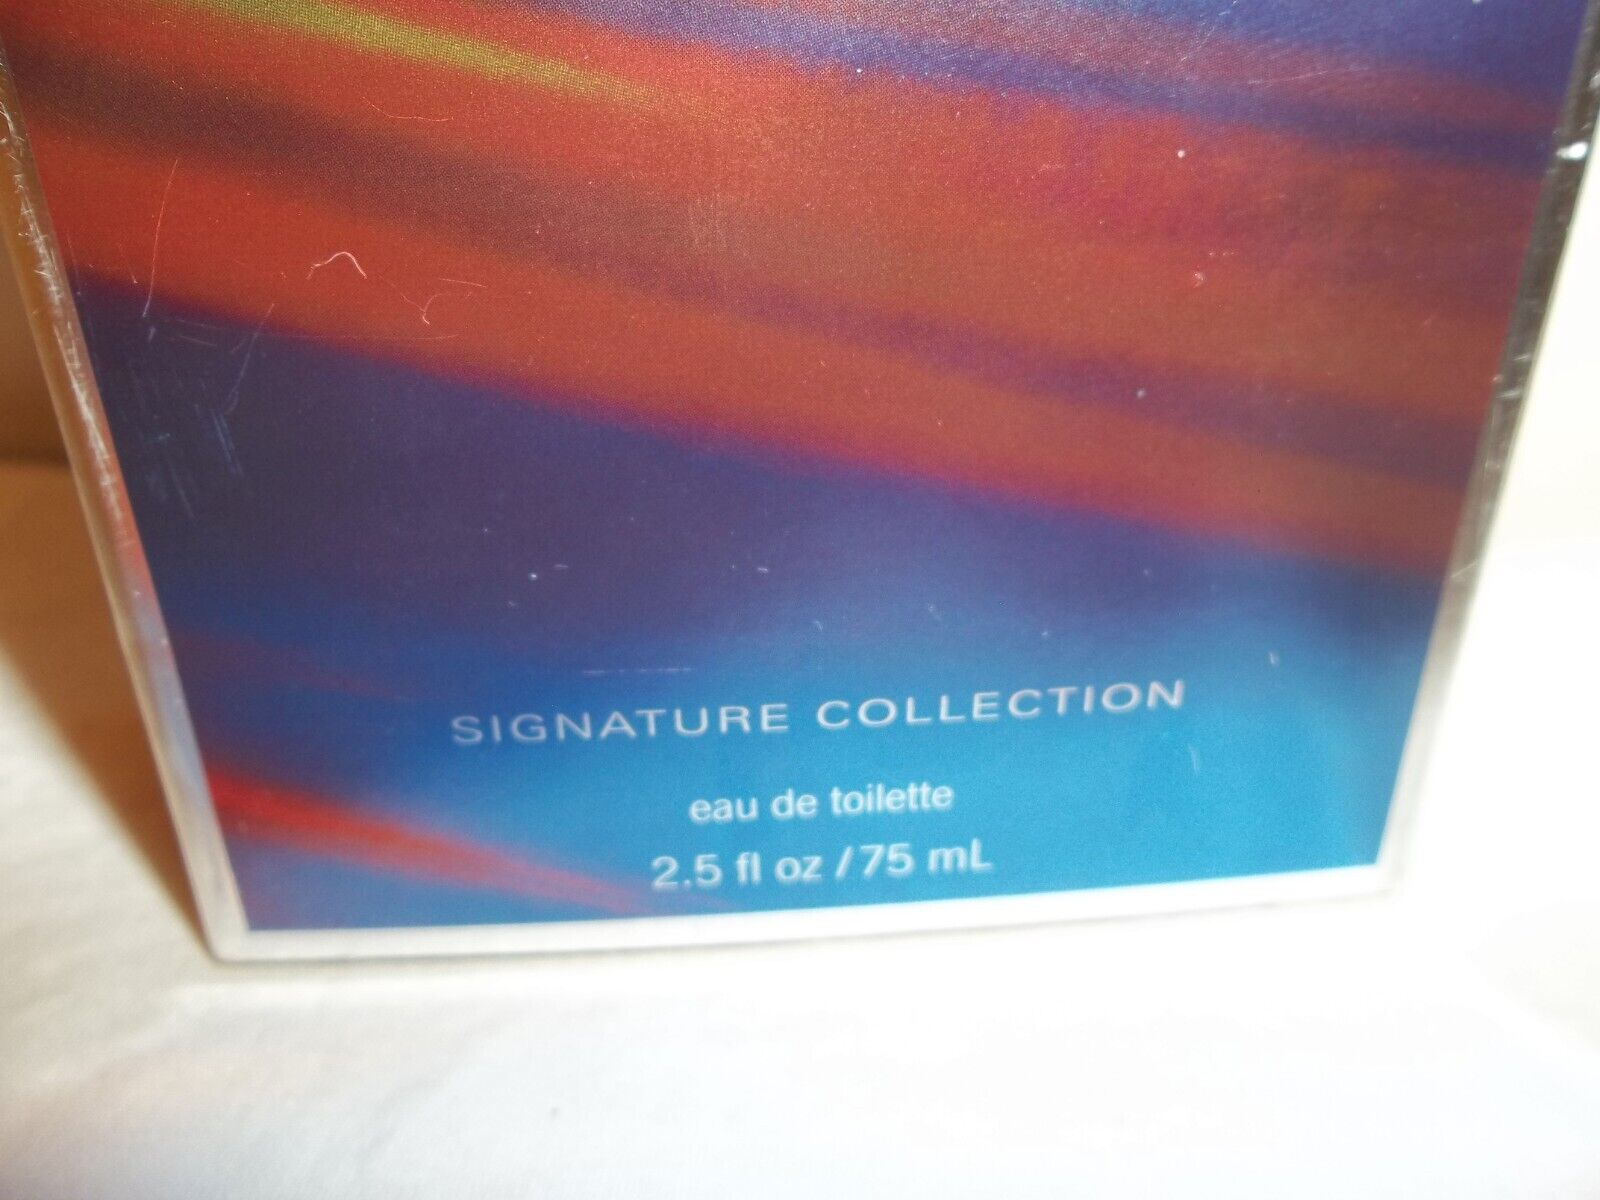 SIGNATURE COLLECTION
eau de toilette
2.5 fl oz / 75 mL